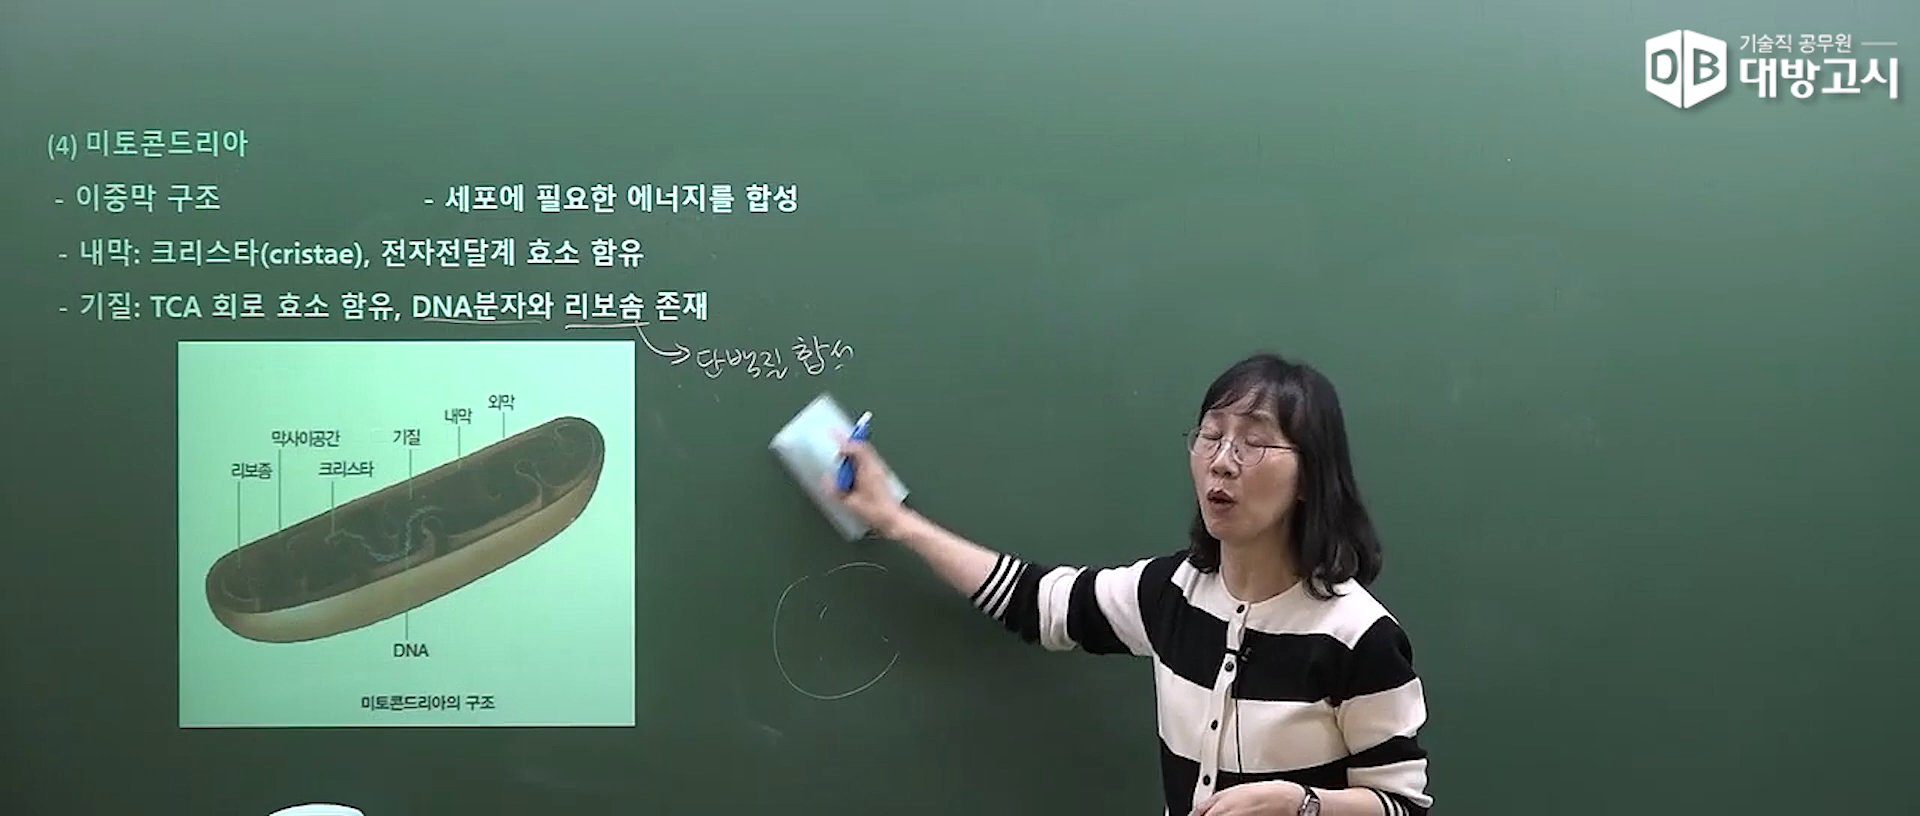 기술직 공무원
DB 대방고시
(4) 미토콘드리아
- 이중막 구조 - 세포에 필요한 에너지를 합성
- 내막: 크리스타(cristae), 전자전달계 효소 함유
- 기질: TCA 회로 효소 함유, DNA분자와 리보솜 존재
단백질 합성
외막
내막
막사이공간 기질
리보좀 크리스타
DNA
미토콘드리아의 구조